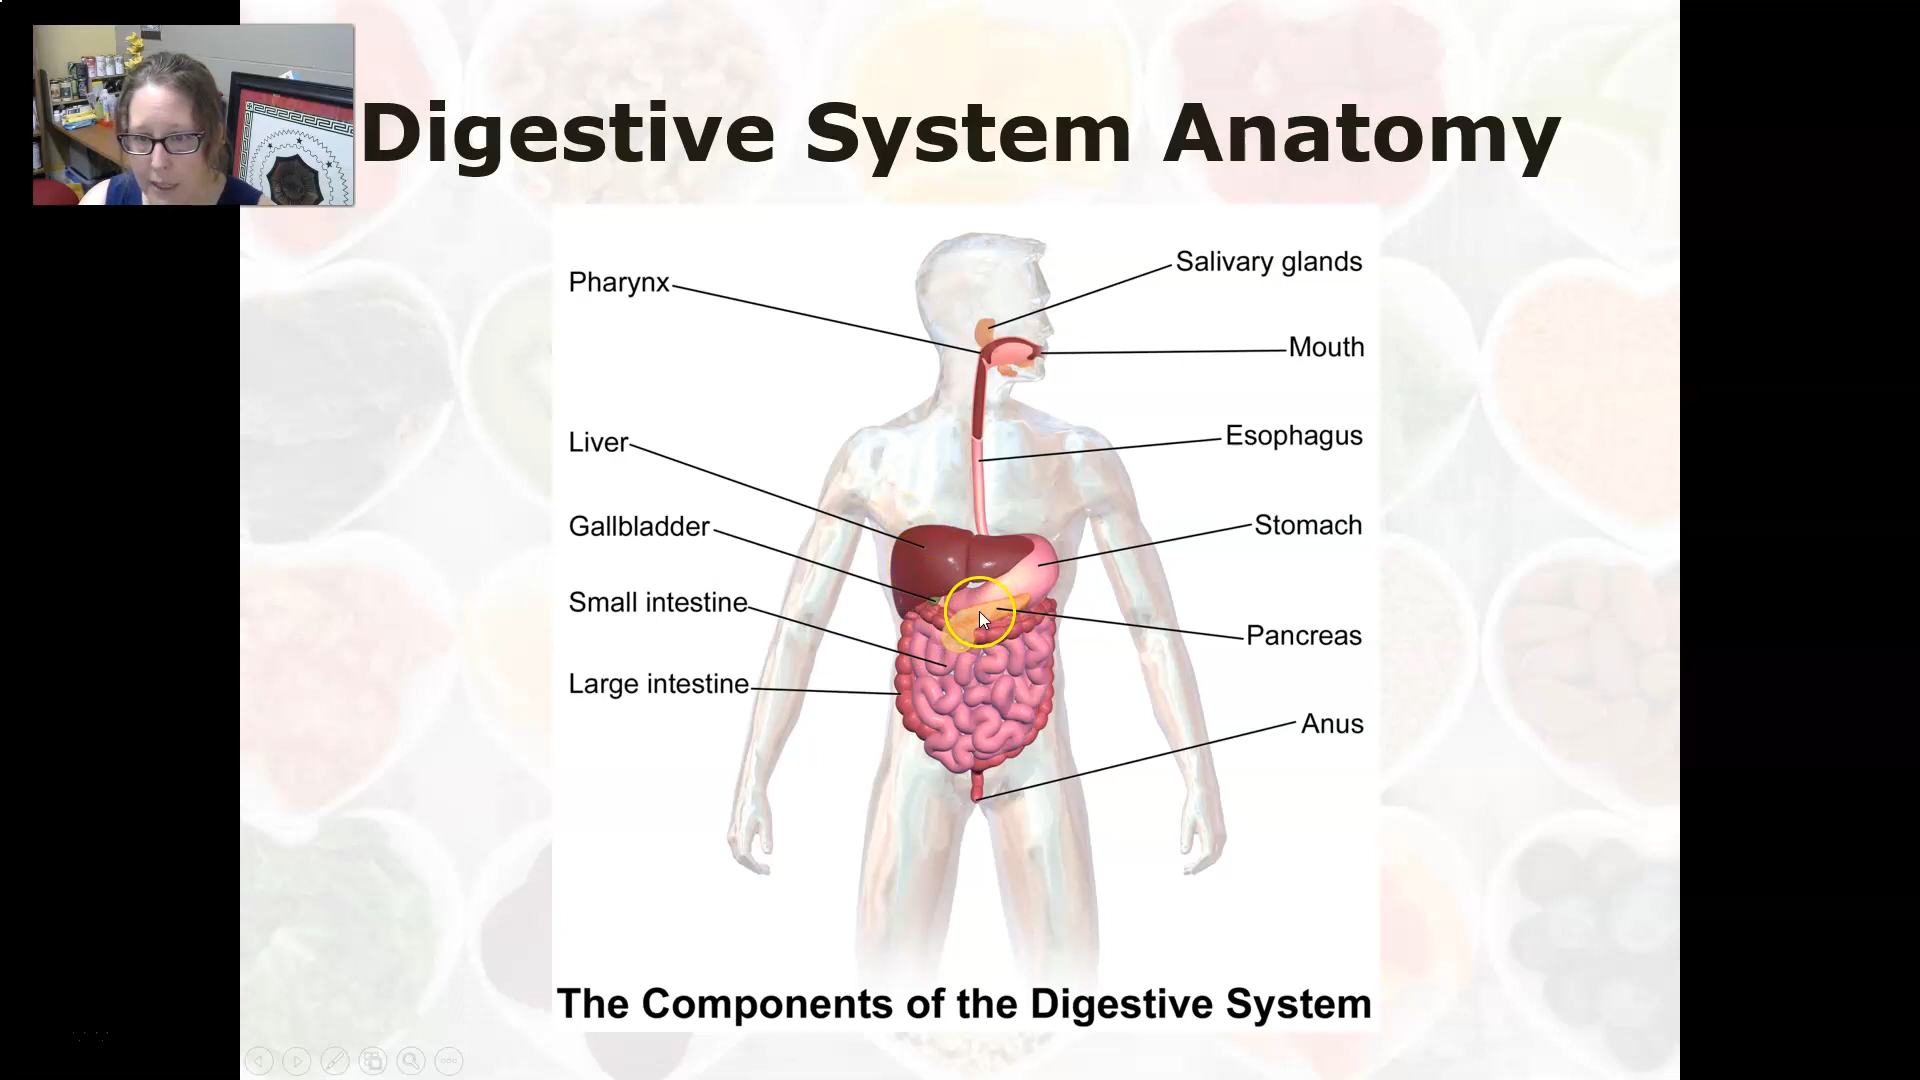 Digestive System Anatomy
Pharynx
Salivary glands
Mouth
Liver
Esophagus
Gallbladder
Stomach
Small intestine
Pancreas
Large intestine
Anus
The Components of the Digestive System